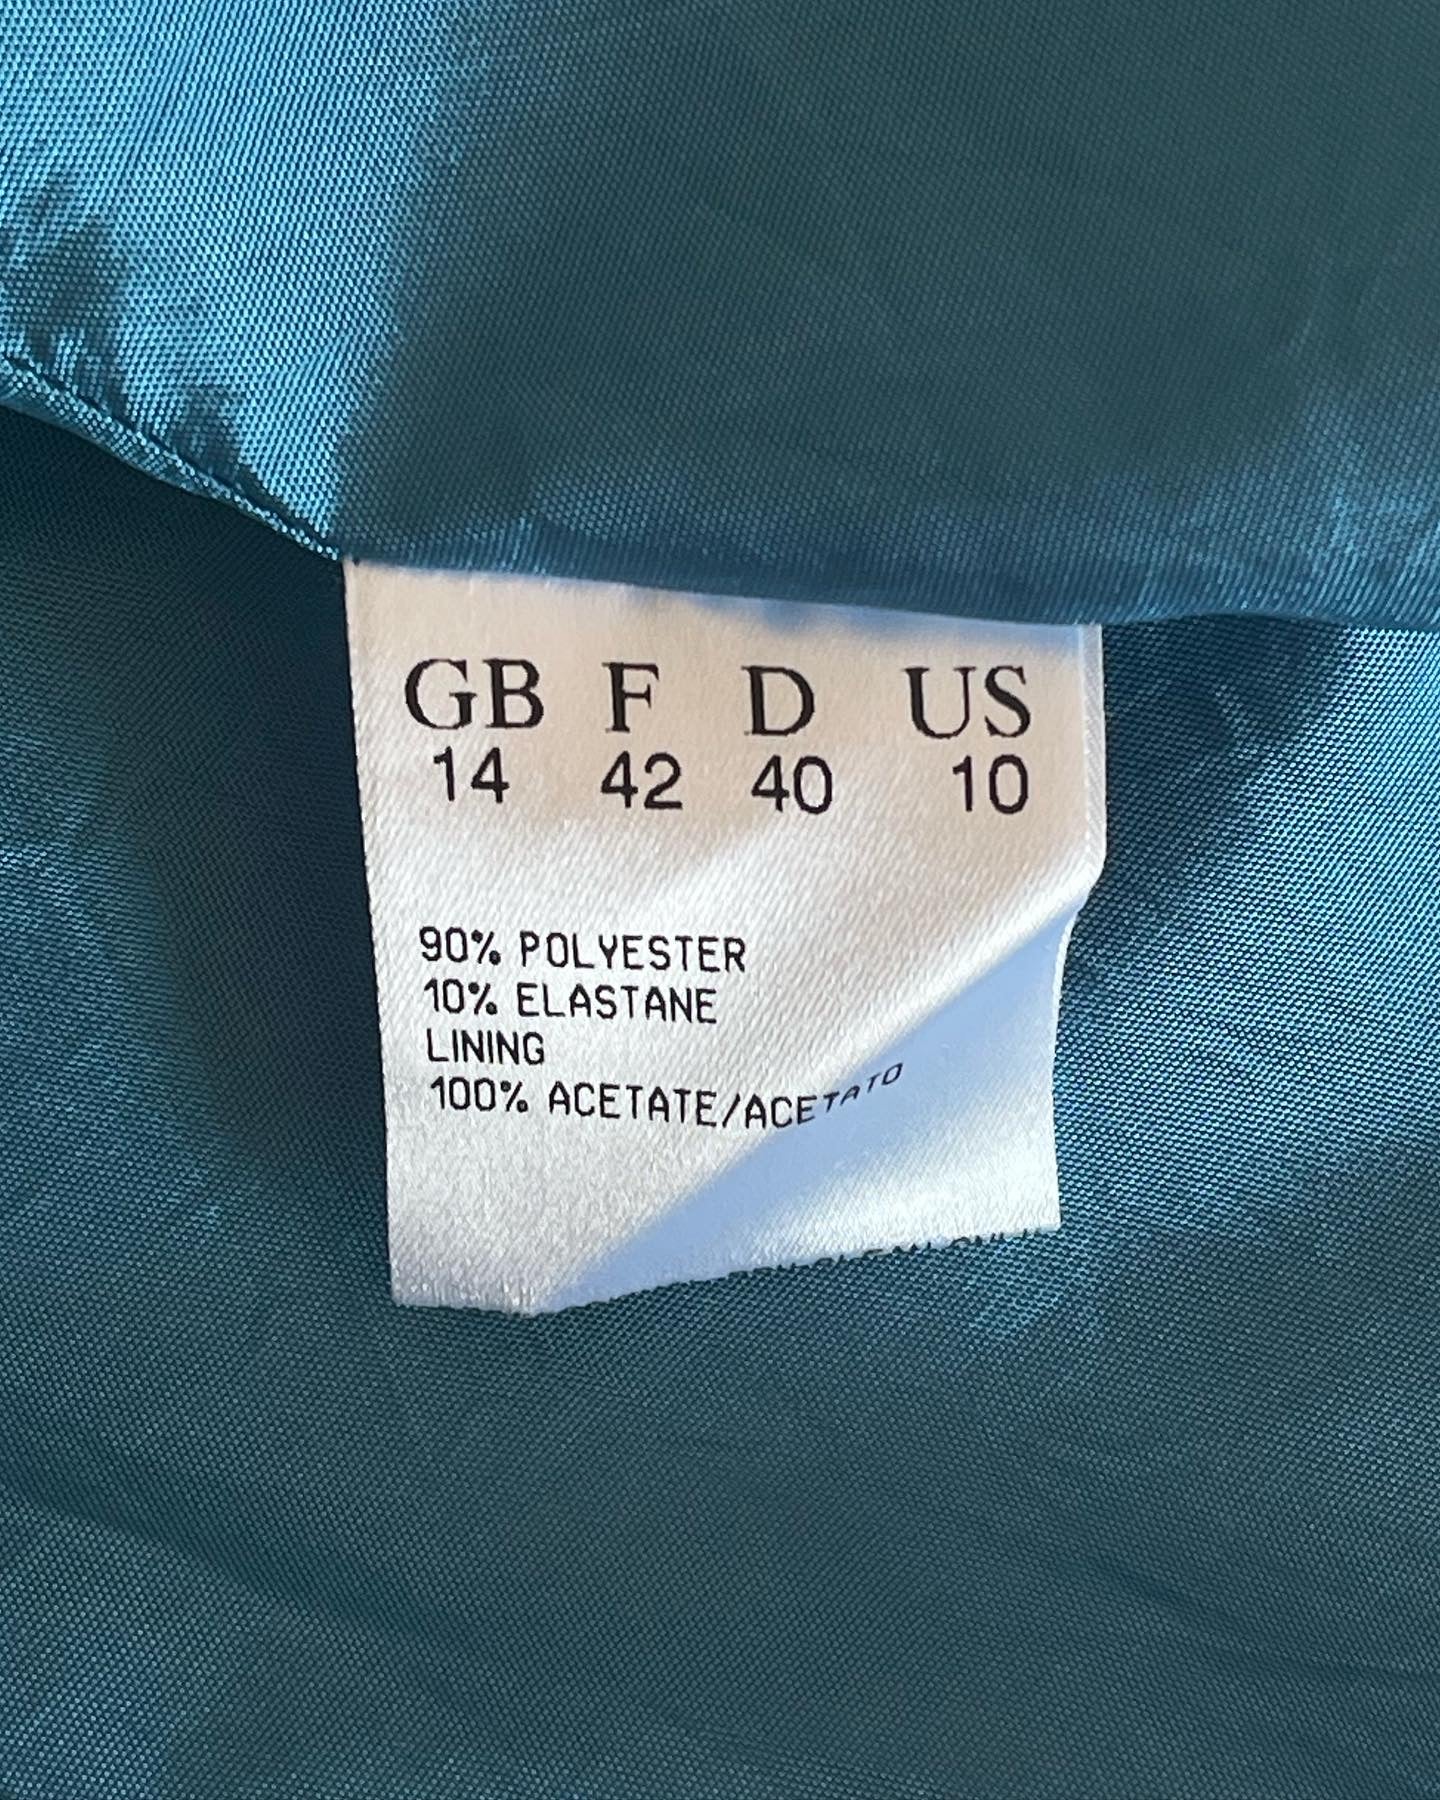 GB F D US
14 42 40 10
90% POLYESTER
10% ELASTANE
LINING
100% ACETATE/ACETATO